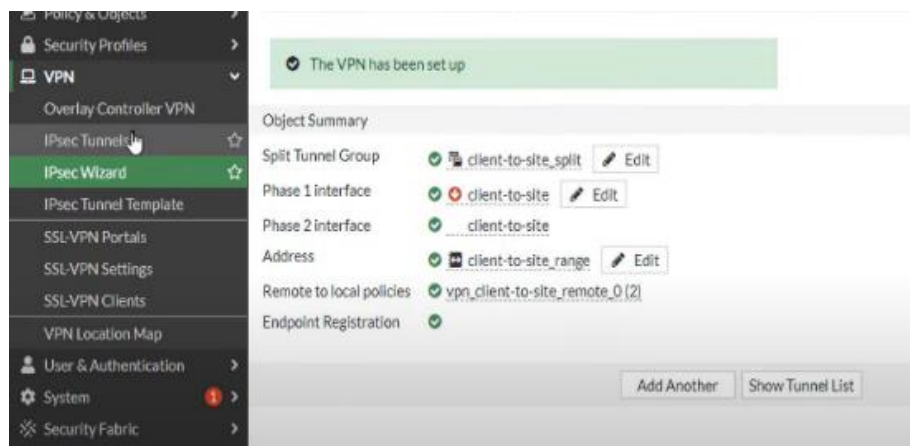 Policy & Objects
Security Profiles
VPN
Overlay Controller VPN
IPsec Tunnels
IPsec Wizard
IPsec Tunnel Template
SSL-VPN Portals
SSL-VPN Settings
SSL-VPN Clients
VPN Location Map
User & Authentication
System 1
Security Fabric
The VPN has been set up
Object Summary
Split Tunnel Group client-to-site_split Edit
Phase 1 interface client-to-site Edit
Phase 2 interface client-to-site
Address client-to-site_range Edit
Remote to local policies vpn_client-to-site_remote_0 (2)
Endpoint Registration
Add Another Show Tunnel List